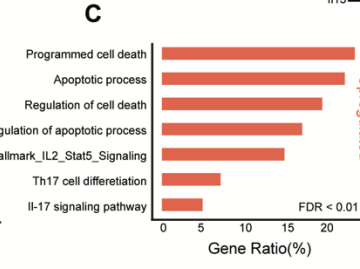 C
Programmed cell death
Apoptotic process
Regulation of cell death
gulation of apoptotic process
allmark_IL2_Stat5_Signaling
Th17 cell differetiation
Il-17 signaling pathway
FDR < 0.01
0 5 10 15 20
Gene Ratio(%)